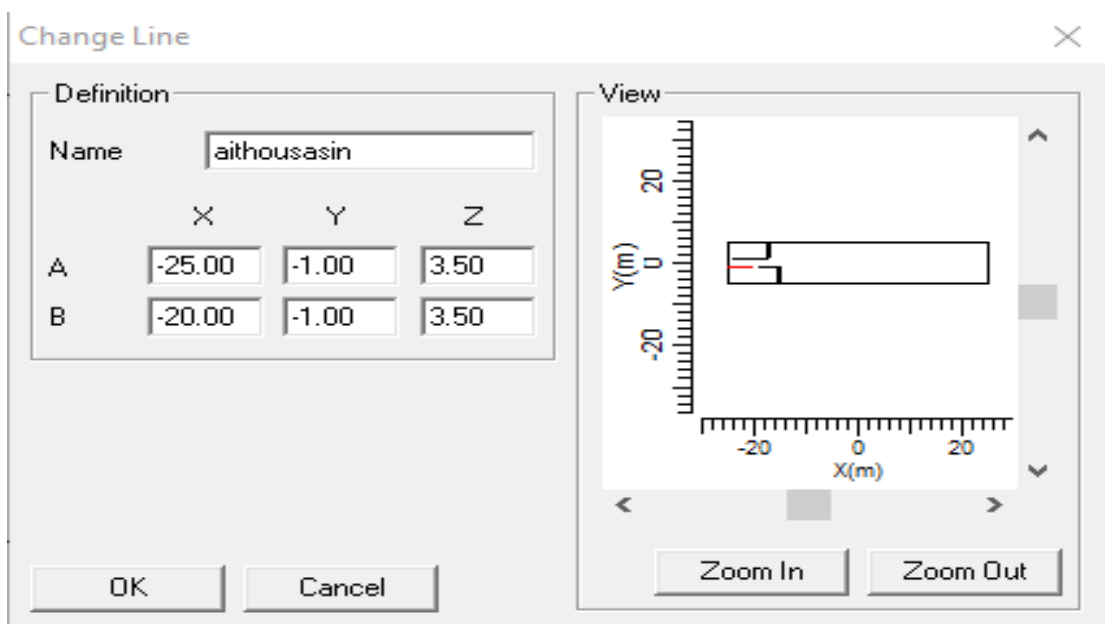 Change Line
Definition
Name aithousasin
X Y Z
A -25.00 -1.00 3.50
B -20.00 -1.00 3.50
OK Cancel
View
20
0
-20
Y(m)
-20 0 20
X(m)
Zoom In Zoom Out